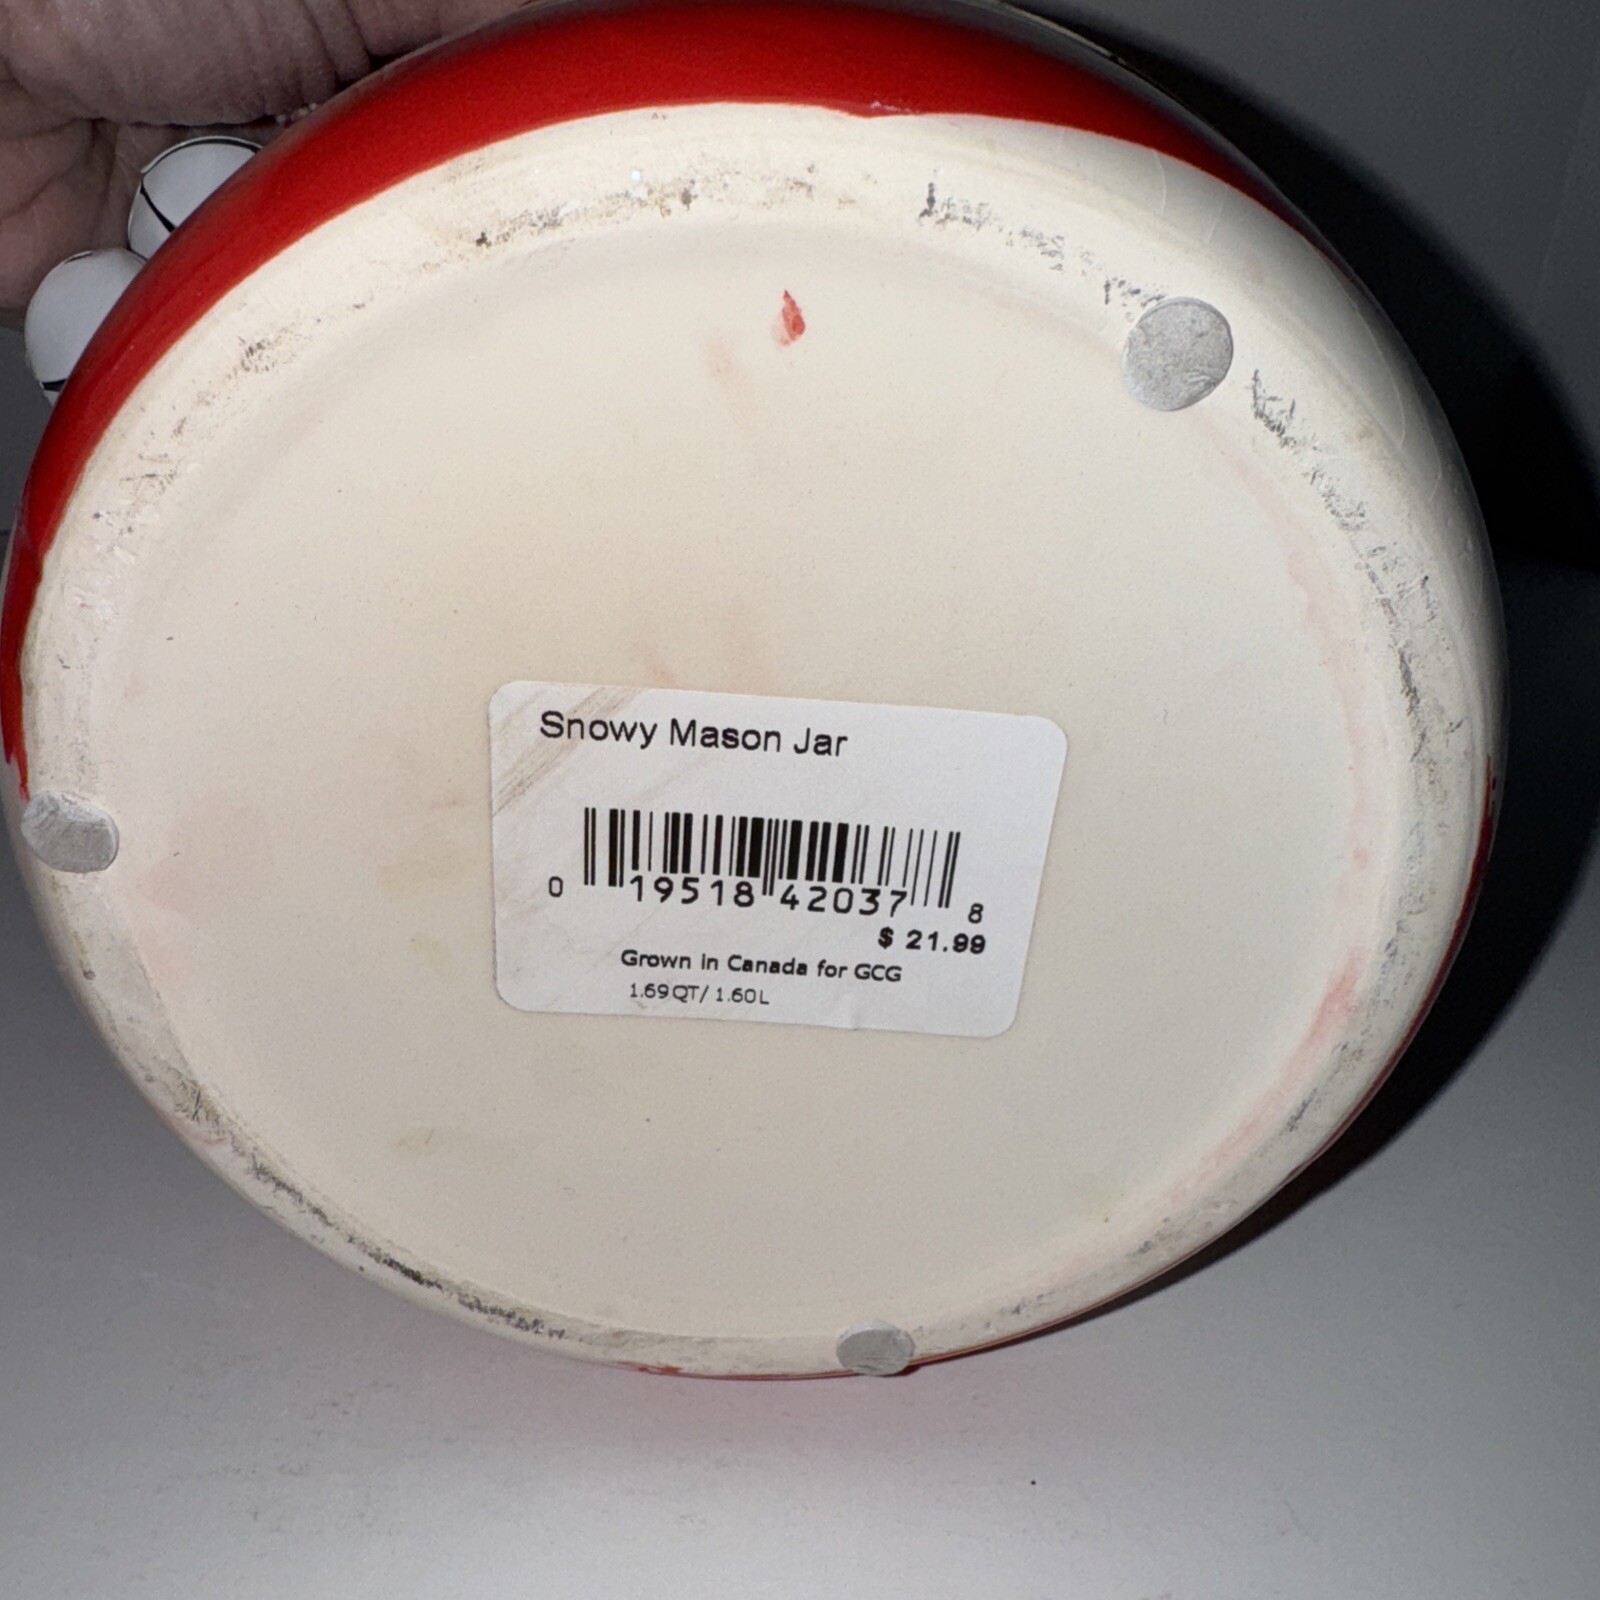 Snowy Mason Jar
0 19518 42037 8
$ 21.99
Grown in Canada for GCG
1.69QT/ 1.60L